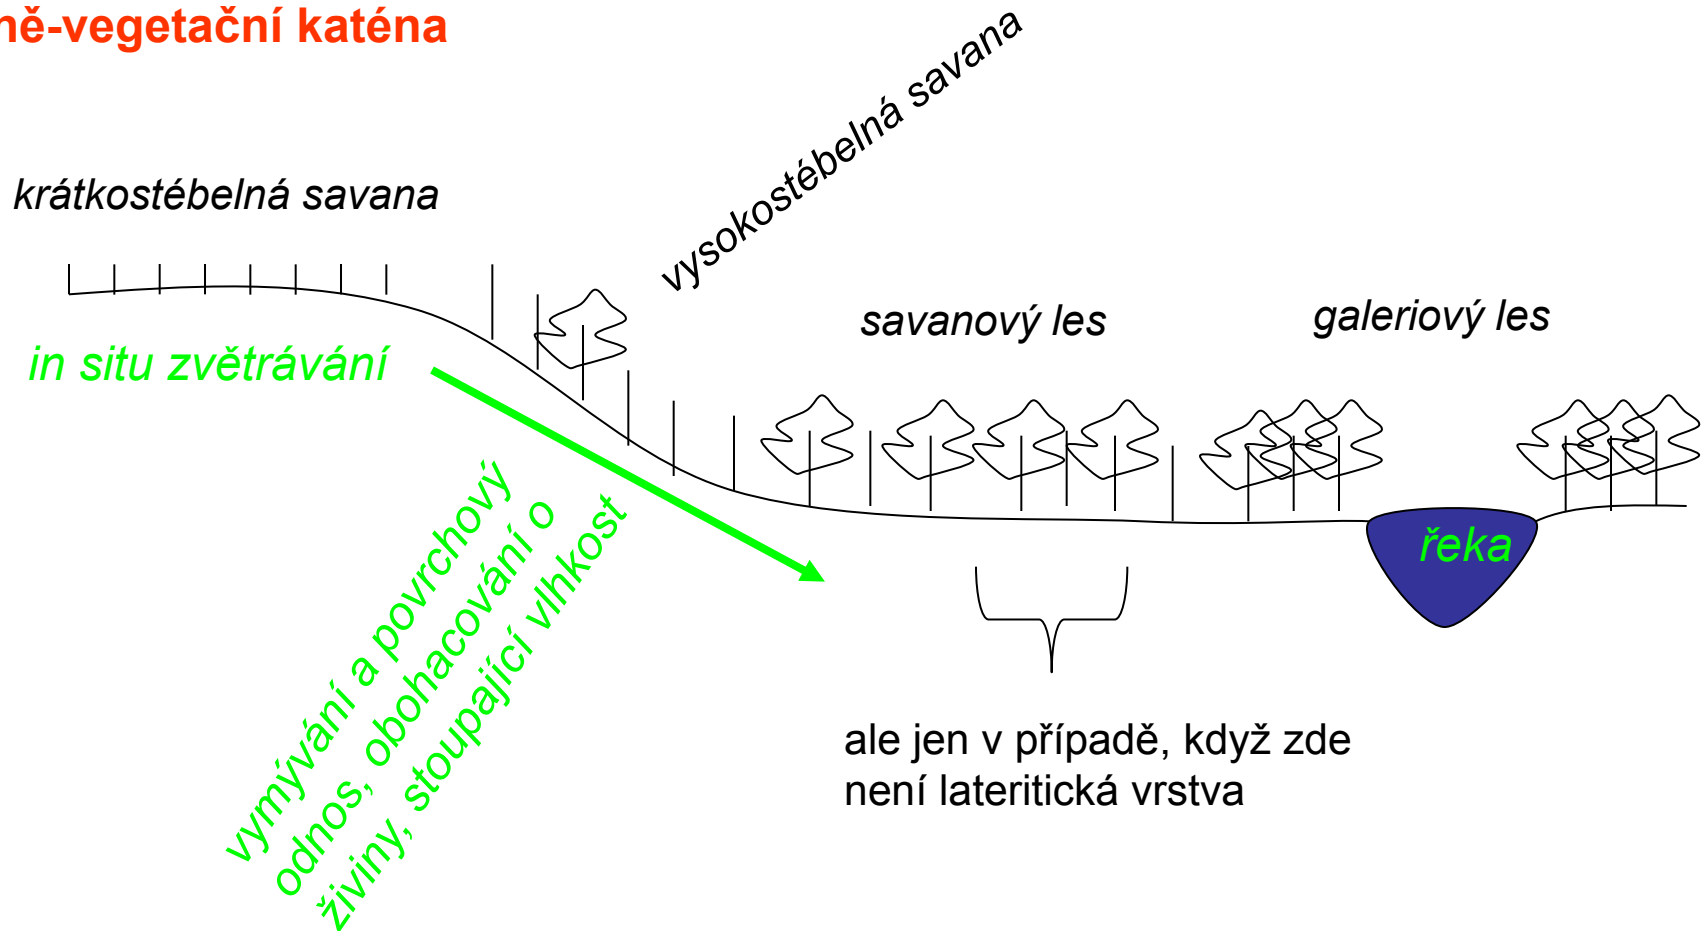 ně-vegetační katéna
krátkostébelná savana
vysokostébelná savana
savanový les
galeriový les
in situ zvětrávání
vymývání a povrchový
odnos, obohacování o
živiny, stoupající vlhkost
řeka
ale jen v případě, když zde
není lateritická vrstva